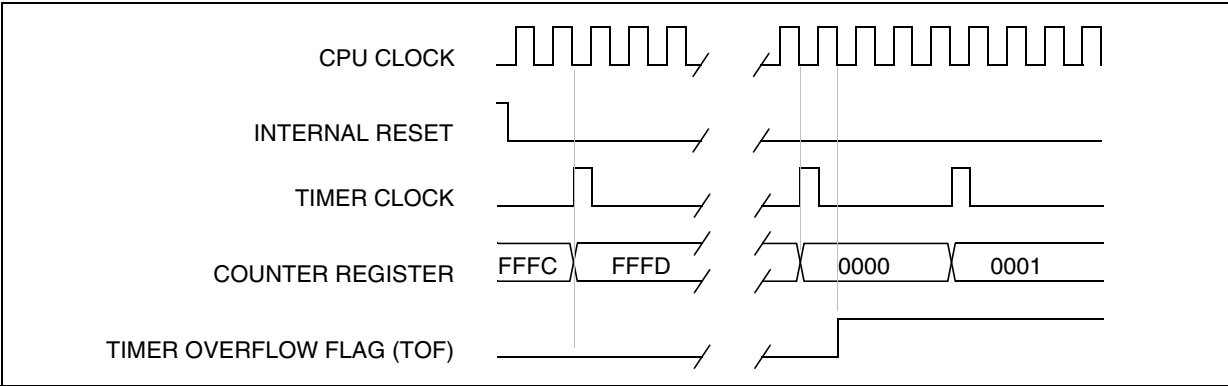 CPU CLOCK
INTERNAL RESET
TIMER CLOCK
COUNTER REGISTER FFFC FFFD 0000 0001
TIMER OVERFLOW FLAG (TOF)